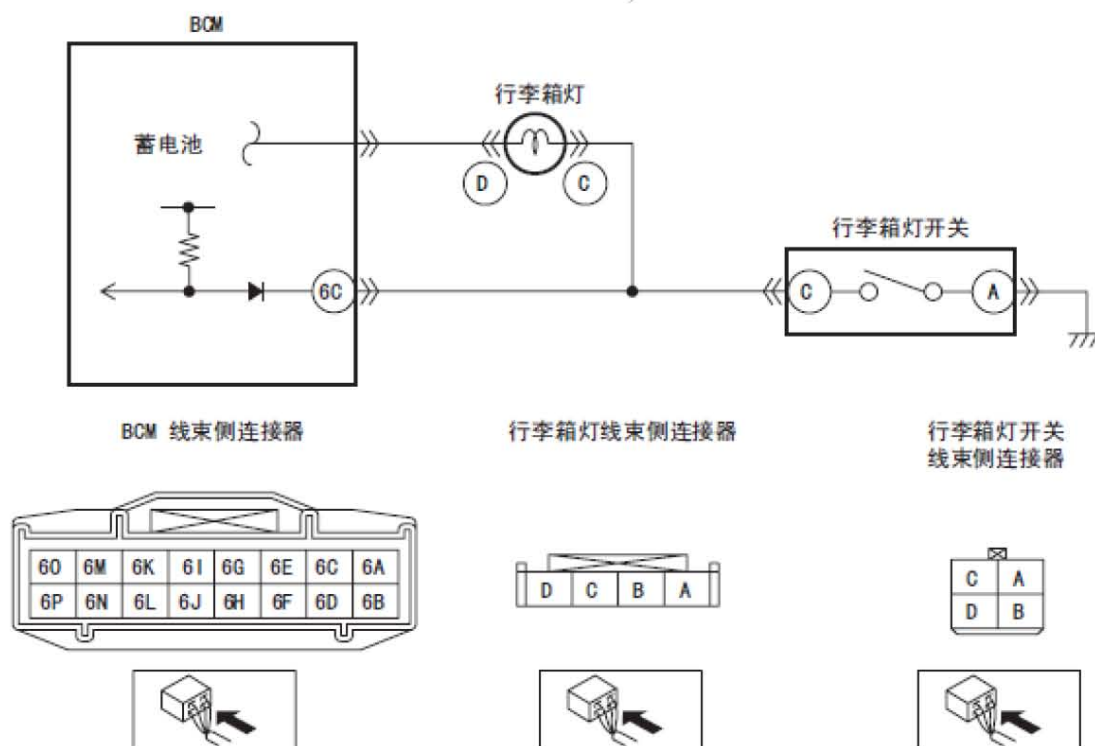 BCM
行李箱灯
蓄电池
D
C
行李箱灯开关
6C
C
A
BCM 线束侧连接器
行李箱灯线束侧连接器
行李箱灯开关
线束侧连接器
6O 6M 6K 6I 6G 6E 6C 6A
6P 6N 6L 6J 6H 6F 6D 6B
D C B A
C A
D B